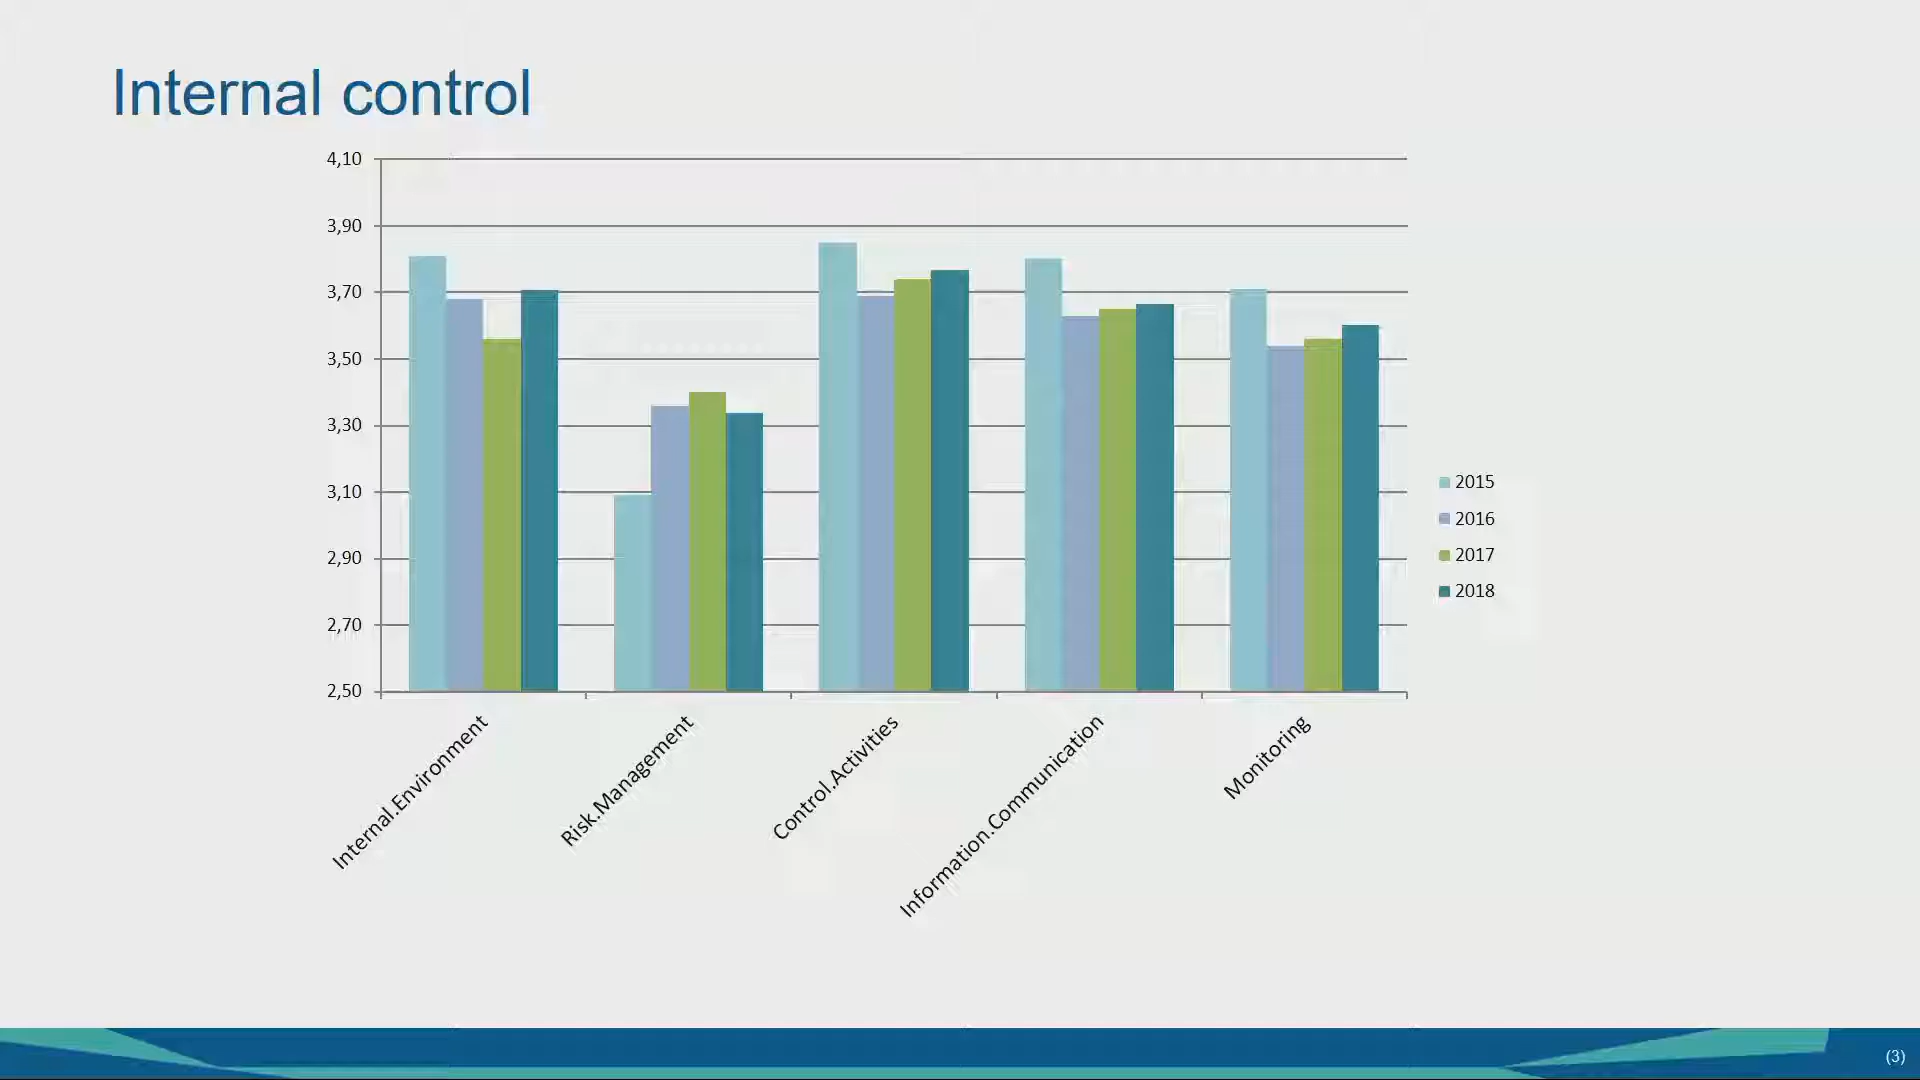 Internal control
4,10
3,90
3,70
3,50
3,30
3,10
2,90
2,70
2,50
Internal.Environment
Risk.Management
Control.Activities
Information.Communication
Monitoring
2015
2016
2017
2018
(3)